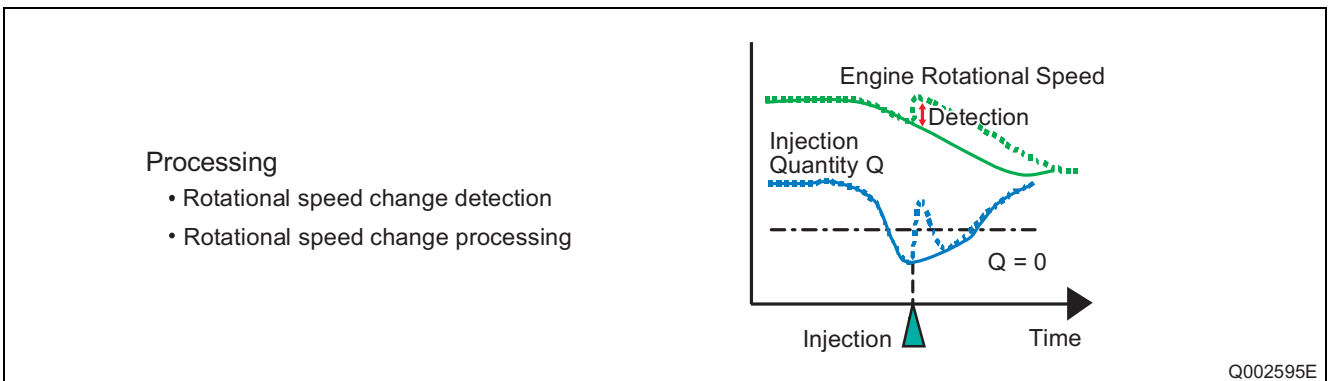 Processing
• Rotational speed change detection
• Rotational speed change processing
Engine Rotational Speed
Detection
Injection
Quantity Q
Q = 0
Injection
Time
Q002595E